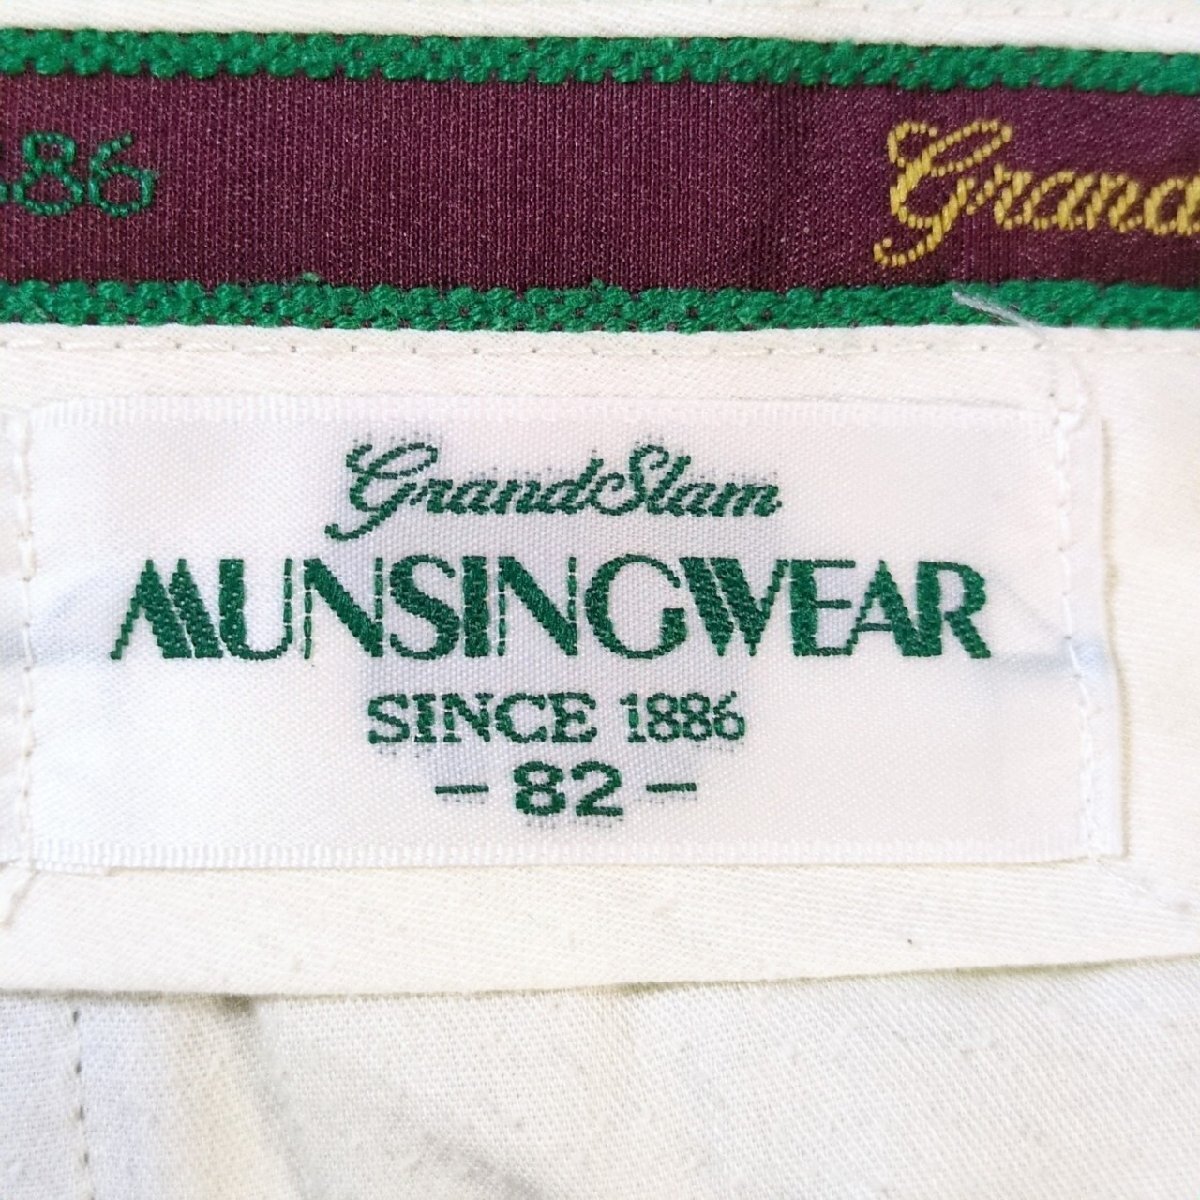 886 Grand
GrandSlam
MUNSINGWEAR
SINCE 1886
- 82 -